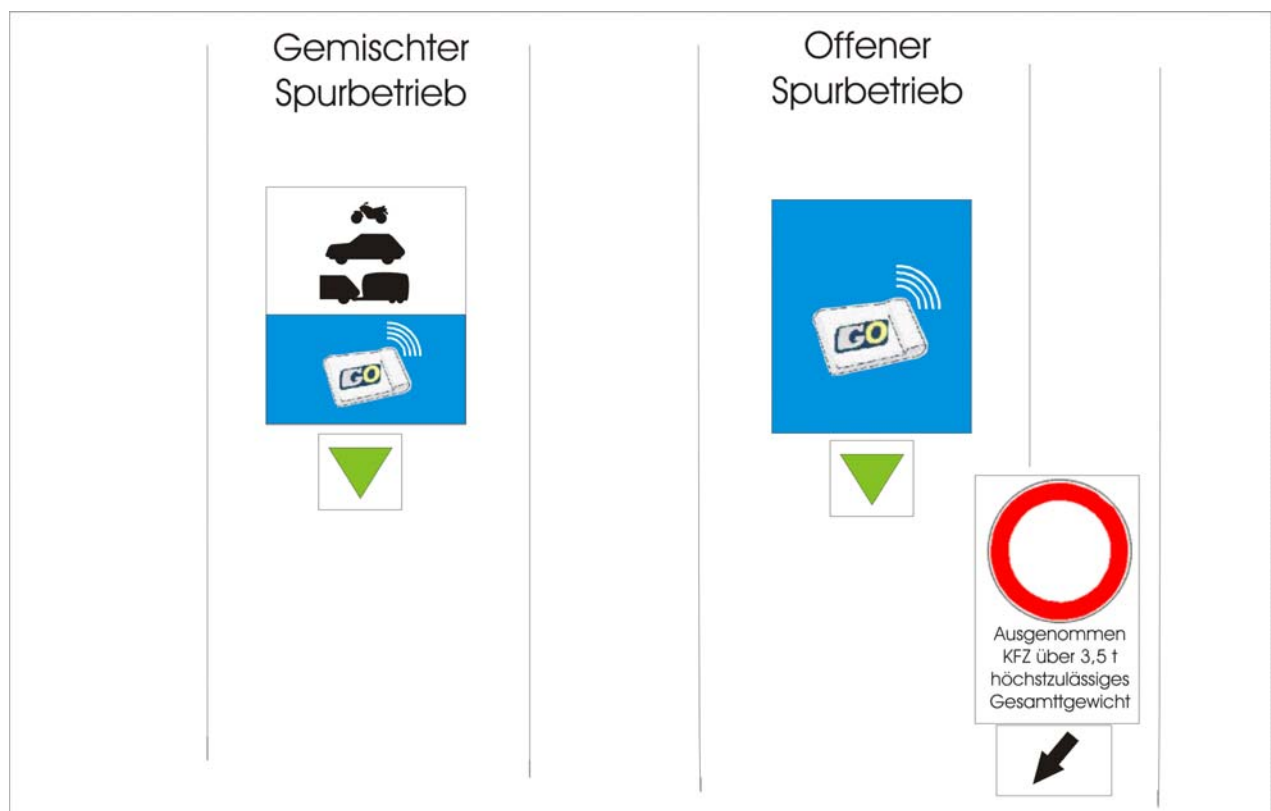 Gemischter
Spurbetrieb
GO
Offener
Spurbetrieb
GO
Ausgenommen
KFZ über 3,5 t
höchstzulässiges
Gesamttgewicht